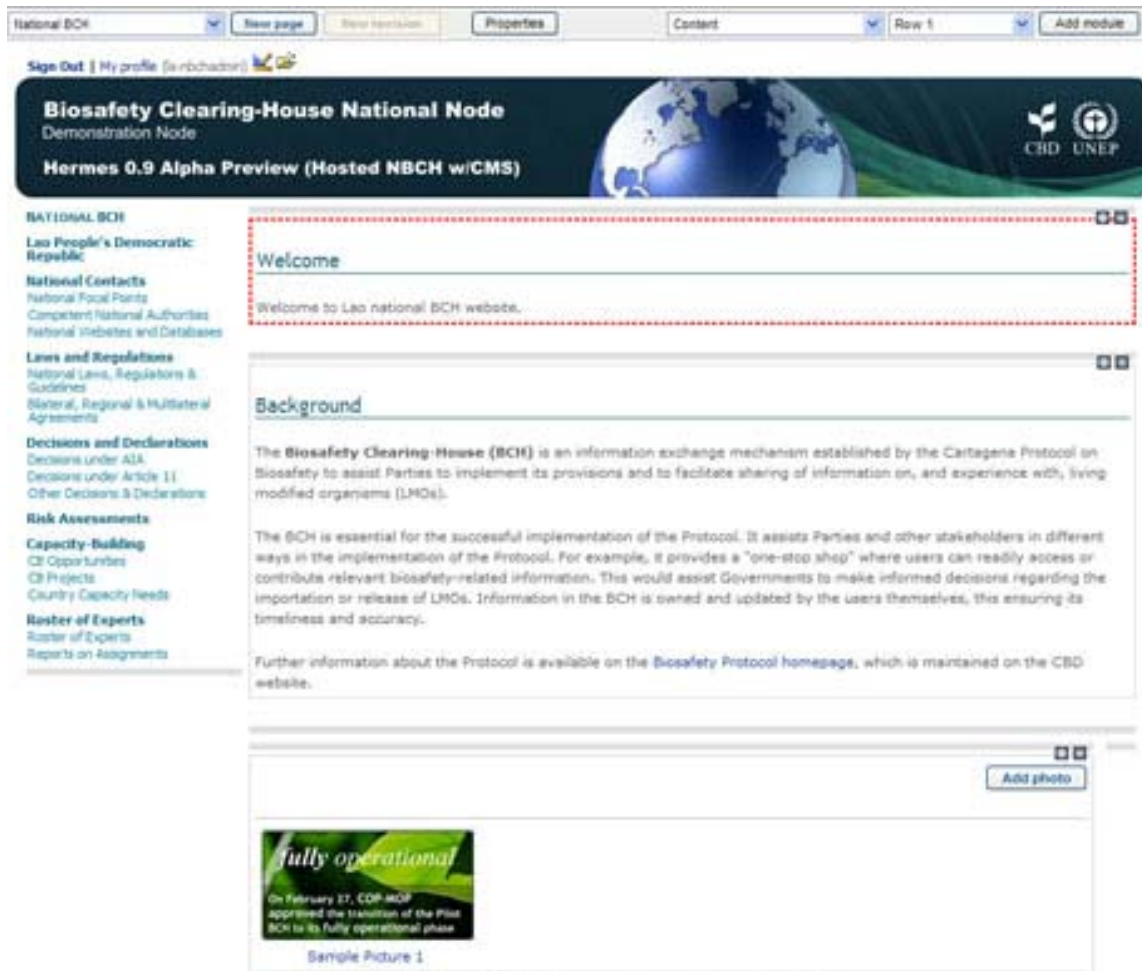 National BCH
New page
New revision
Properties
Content
Row 1
Add module
Sign Out | My profile
Biosafety Clearing-House National Node
Demonstration Node
Hermes 0.9 Alpha Preview (Hosted NBCH w/CMS)
CBD UNEP
NATIONAL BCH
Lao People's Democratic
Republic
National Contacts
National Focal Points
Competent National Authorities
National Websites and Databases
Laws and Regulations
National Laws, Regulations &
Guidelines
Bilateral, Regional & Multilateral
Agreements
Decisions and Declarations
Decisions under AIA
Decisions under Article 11
Other Decisions & Declarations
Risk Assessments
Capacity-Building
CB Opportunities
CB Projects
Country Capacity Needs
Roster of Experts
Roster of Experts
Reports on Assignments
Welcome
Welcome to Lao national BCH website.
Background
The Biosafety Clearing-House (BCH) is an information exchange mechanism established by the Cartagena Protocol on
Biosafety to assist Parties to implement its provisions and to facilitate sharing of information on, and experience with, living
modified organisms (LMOs).
The BCH is essential for the successful implementation of the Protocol. It assists Parties and other stakeholders in different
ways in the implementation of the Protocol. For example, it provides a "one-stop shop" where users can readily access or
contribute relevant biosafety-related information. This would assist Governments to make informed decisions regarding the
importation or release of LMOs. Information in the BCH is owned and updated by the users themselves, this ensuring its
timeliness and accuracy.
Further information about the Protocol is available on the Biosafety Protocol homepage, which is maintained on the CBD
website.
Add photo
fully operational
On February 27, COP-MOP
approved the transition of the Pilot
BCH to its fully operational phase
Sample Picture 1